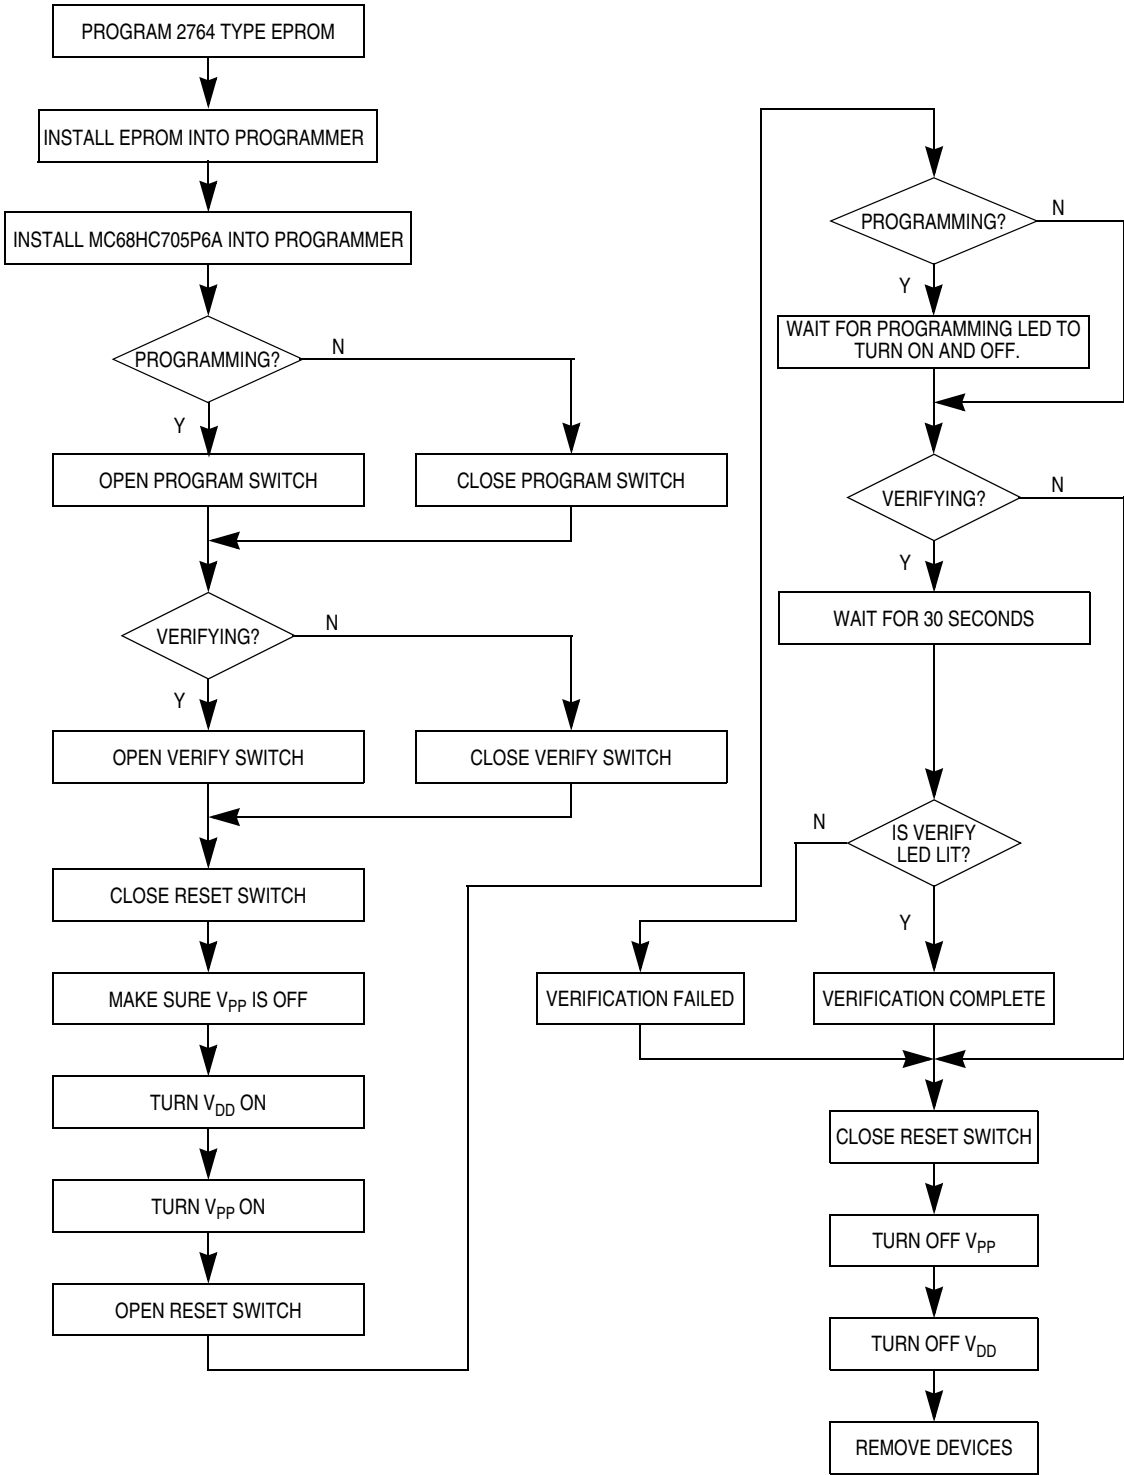 PROGRAM 2764 TYPE EPROM
INSTALL EPROM INTO PROGRAMMER
INSTALL MC68HC705P6A INTO PROGRAMMER
PROGRAMMING?
N
Y
OPEN PROGRAM SWITCH
CLOSE PROGRAM SWITCH
VERIFYING?
N
Y
OPEN VERIFY SWITCH
CLOSE VERIFY SWITCH
CLOSE RESET SWITCH
MAKE SURE VPP IS OFF
TURN VDD ON
TURN VPP ON
OPEN RESET SWITCH
PROGRAMMING?
N
Y
WAIT FOR PROGRAMMING LED TO
TURN ON AND OFF.
VERIFYING?
N
Y
WAIT FOR 30 SECONDS
IS VERIFY
LED LIT?
N
Y
VERIFICATION FAILED
VERIFICATION COMPLETE
CLOSE RESET SWITCH
TURN OFF VPP
TURN OFF VDD
REMOVE DEVICES